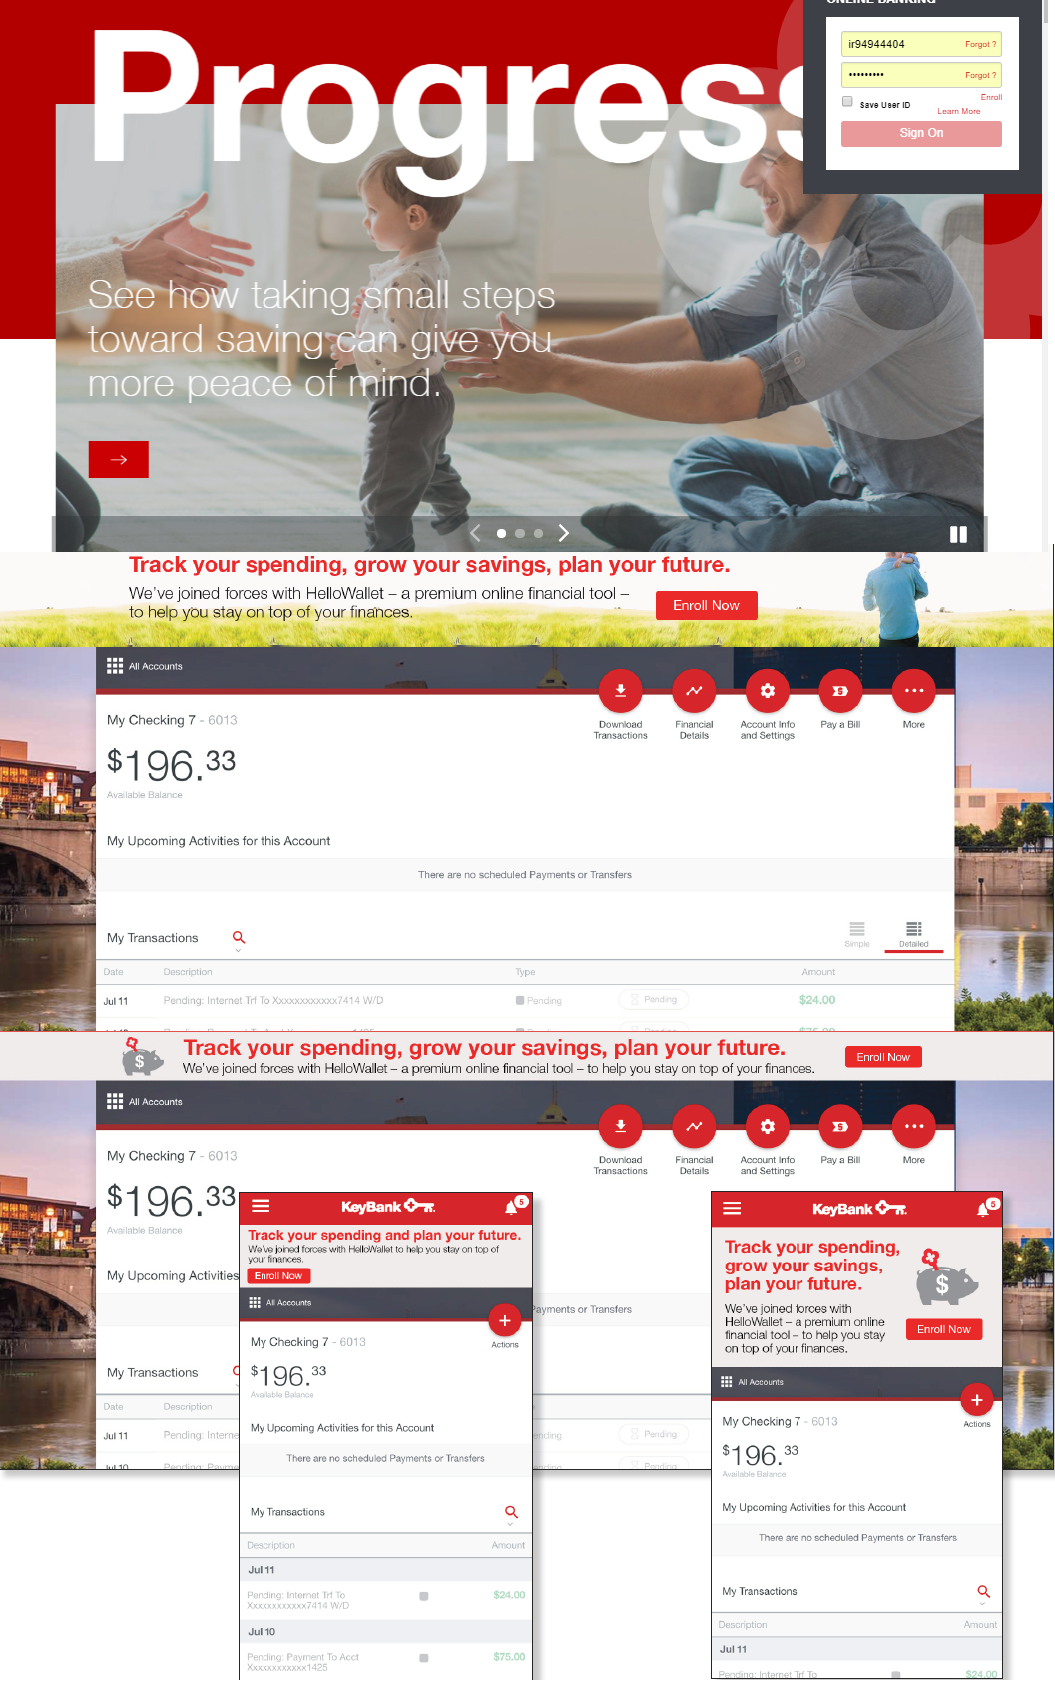 ONLINE BANKING
ir94944404
Forgot ?
•••••••••
Forgot ?
Save User ID
Enroll
Learn More
Sign On
Progress
See how taking small steps
toward saving can give you
more peace of mind.
Track your spending, grow your savings, plan your future.
We've joined forces with HelloWallet – a premium online financial tool –
to help you stay on top of your finances.
Enroll Now
All Accounts
My Checking 7 - 6013
$196.33
Available Balance
Download
Transactions
Financial
Details
Account Info
and Settings
Pay a Bill
More
My Upcoming Activities for this Account
There are no scheduled Payments or Transfers
My Transactions
Simple
Detailed
Date Description Type Amount
Jul 11 Pending: Internet Trf To Xxxxxxxxxxxx7414 W/D Pending Pending $24.00
$75.00
Track your spending, grow your savings, plan your future.
We've joined forces with HelloWallet – a premium online financial tool – to help you stay on top of your finances.
Enroll Now
All Accounts
My Checking 7 - 6013
$196.33
Available Balance
Download
Transactions
Financial
Details
Account Info
and Settings
Pay a Bill
More
My Upcoming Activities
Payments or Transfers
My Transactions
Date Description
Jul 11 Pending: Interne
Pending
Jul 10 Pending: Payme
Pending
KeyBank
5
Track your spending and plan your future.
We've joined forces with HelloWallet to help you stay on top of
your finances.
Enroll Now
All Accounts
My Checking 7 - 6013
Actions
$196.33
Available Balance
My Upcoming Activities for this Account
There are no scheduled Payments or Transfers
My Transactions
Description Amount
Jul 11
Pending: Internet Trf To
Xxxxxxxxxxxx7414 W/D
$24.00
Jul 10
Pending: Payment To Acct
Xxxxxxxxxxx1425
$75.00
KeyBank
5
Track your spending,
grow your savings,
plan your future.
We've joined forces with
HelloWallet – a premium online
financial tool – to help you stay
on top of your finances.
Enroll Now
All Accounts
My Checking 7 - 6013
Actions
$196.33
Available Balance
My Upcoming Activities for this Account
There are no scheduled Payments or Transfers
My Transactions
Description Amount
Jul 11
Pending: Internet Trf To $24.00